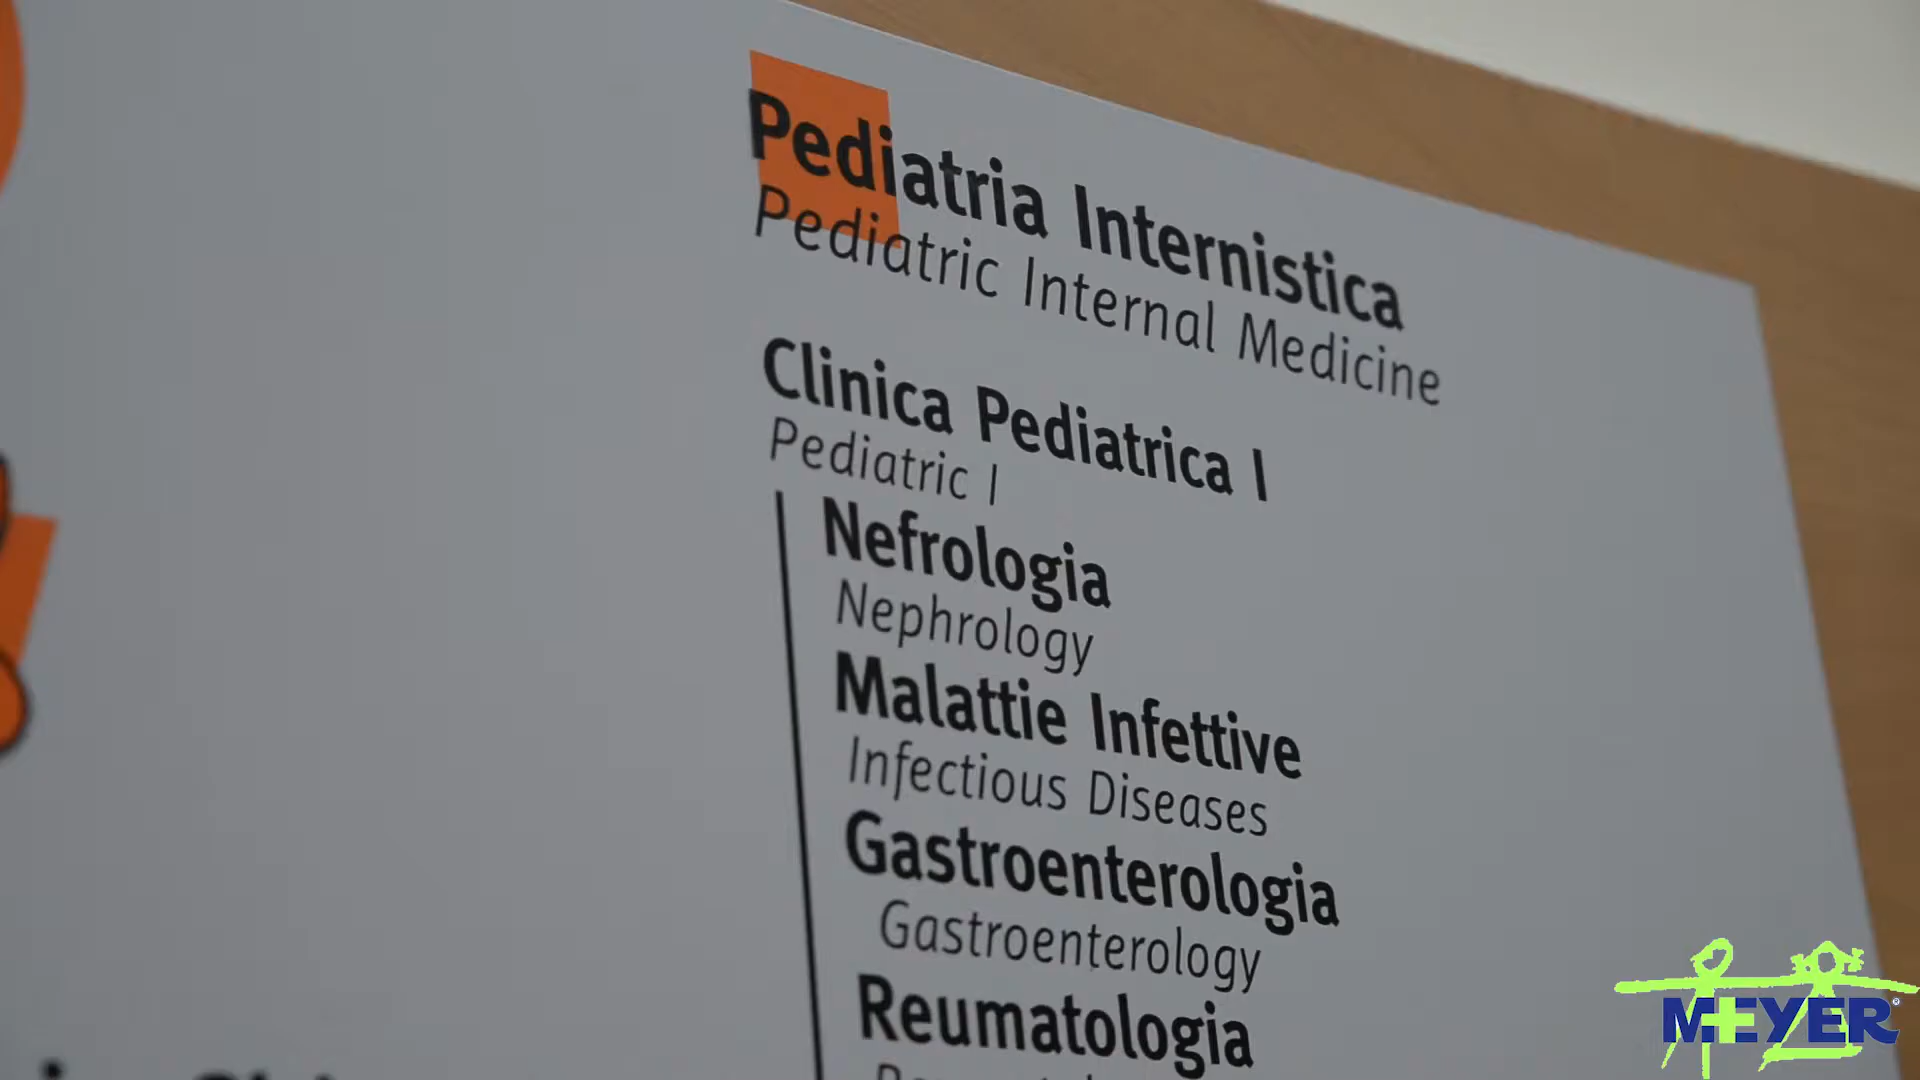 Pediatria Internistica
Pediatric Internal Medicine
Clinica Pediatrica I
Pediatric I
Nefrologia
Nephrology
Malattie Infettive
Infectious Diseases
Gastroenterologia
Gastroenterology
Reumatologia
MEYER